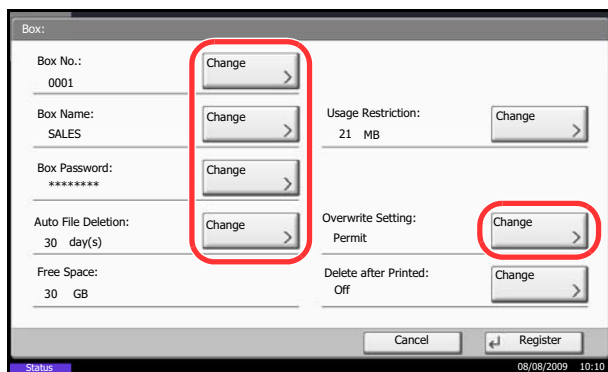 Box:
Box No.:
0001
Change
Box Name:
SALES
Change
Usage Restriction:
21 MB
Change
Box Password:
********
Change
Auto File Deletion:
30 day(s)
Change
Overwrite Setting:
Permit
Change
Free Space:
30 GB
Delete after Printed:
Off
Change
Cancel
Register
Status
08/08/2009 10:10